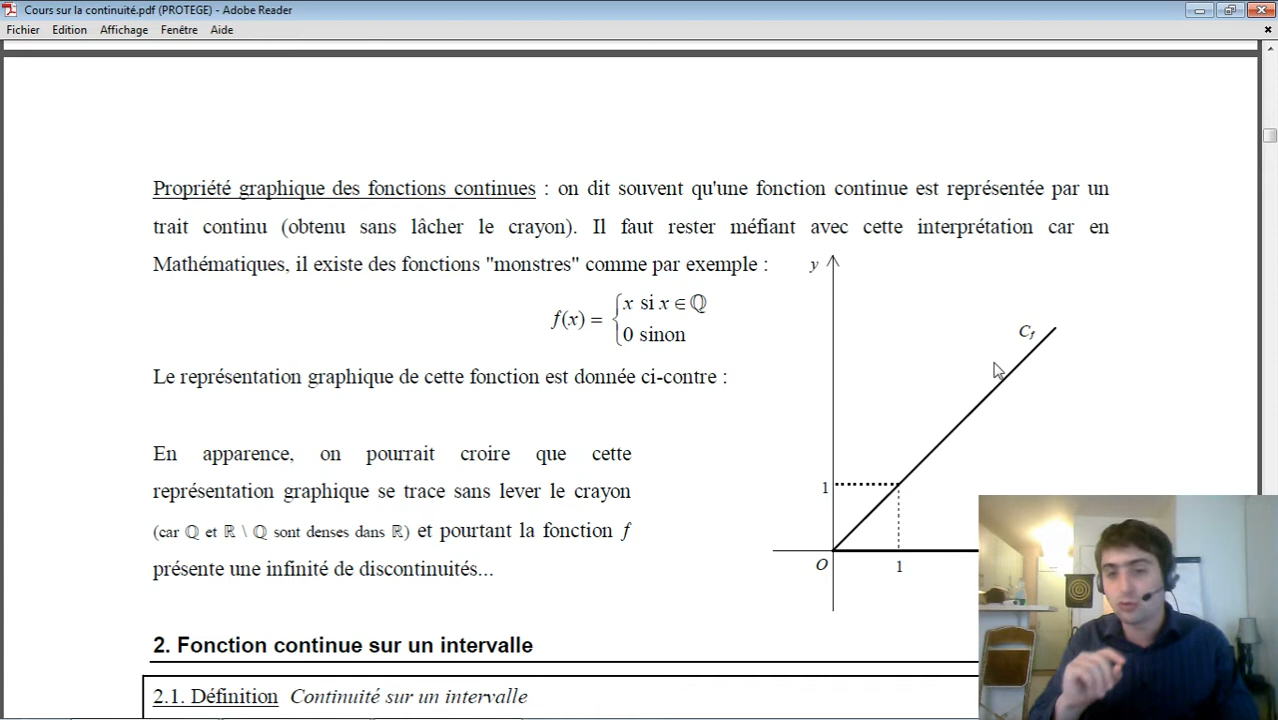 Cours sur la continuité.pdf (PROTEGE) - Adobe Reader
Fichier Edition Affichage Fenêtre Aide
Propriété graphique des fonctions continues : on dit souvent qu'une fonction continue est représentée par un
trait continu (obtenu sans lâcher le crayon). Il faut rester méfiant avec cette interprétation car en
Mathématiques, il existe des fonctions "monstres" comme par exemple :
f(x) = { x si x ∈ ℚ
0 sinon
Le représentation graphique de cette fonction est donnée ci-contre :
En apparence, on pourrait croire que cette
représentation graphique se trace sans lever le crayon
(car ℚ et ℝ \ ℚ sont denses dans ℝ) et pourtant la fonction f
présente une infinité de discontinuités...
y
C_f
1
O
1
2. Fonction continue sur un intervalle
2.1. Définition Continuité sur un intervalle